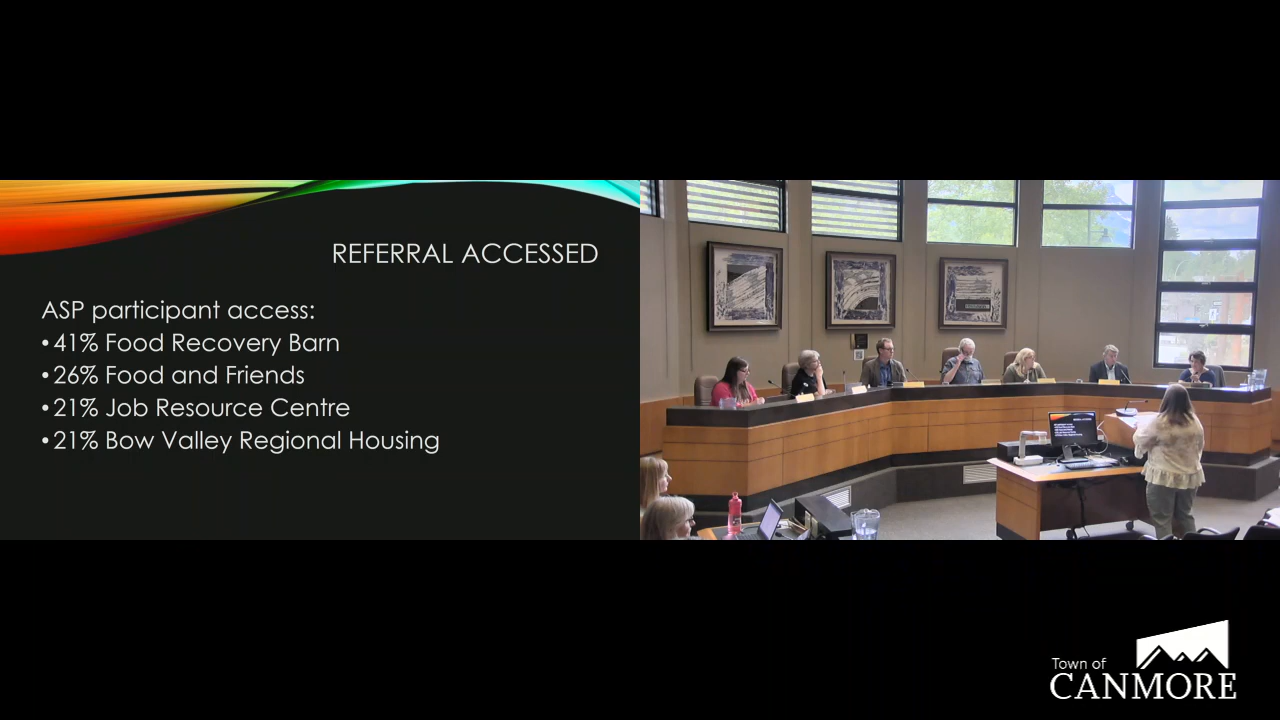 REFERRAL ACCESSED
ASP participant access:
• 41% Food Recovery Barn
• 26% Food and Friends
• 21% Job Resource Centre
• 21% Bow Valley Regional Housing
Town of
CANMORE